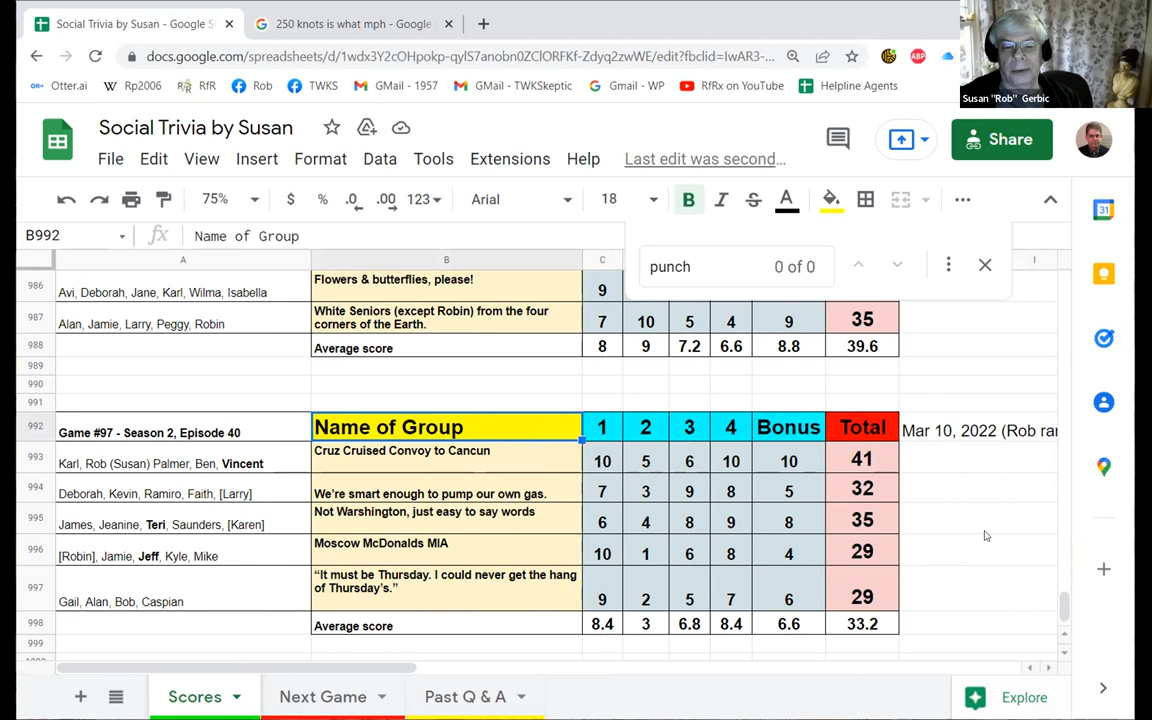 Social Trivia by Susan - Google S
250 knots is what mph - Google
docs.google.com/spreadsheets/d/1wdx3Y2cOHpokp-qylS7anobn0ZClORFKf-Zdyq2zwWE/edit?fbclid=IwAR3-...
Otter.ai Rp2006 RfR Rob TWKS GMail - 1957 GMail - TWKSkeptic Gmail - WP RfRx on YouTube Helpline Agents
Susan "Rob" Gerbic
Social Trivia by Susan
Share
File Edit View Insert Format Data Tools Extensions Help Last edit was second...
75% $ % .0 .00 123 Arial 18 B I S A
B992 fx Name of Group
punch 0 of 0
A B C I
986 Avi, Deborah, Jane, Karl, Wilma, Isabella Flowers & butterflies, please! 9
987 Alan, Jamie, Larry, Peggy, Robin White Seniors (except Robin) from the four corners of the Earth. 7 10 5 4 9 35
988 Average score 8 9 7.2 6.6 8.8 39.6
989
990
991
992 Game #97 - Season 2, Episode 40 Name of Group 1 2 3 4 Bonus Total Mar 10, 2022 (Rob ran
993 Karl, Rob (Susan) Palmer, Ben, Vincent Cruz Cruised Convoy to Cancun 10 5 6 10 10 41
994 Deborah, Kevin, Ramiro, Faith, [Larry] We're smart enough to pump our own gas. 7 3 9 8 5 32
995 James, Jeanine, Teri, Saunders, [Karen] Not Warshington, just easy to say words 6 4 8 9 8 35
996 [Robin], Jamie, Jeff, Kyle, Mike Moscow McDonalds MIA 10 1 6 8 4 29
997 Gail, Alan, Bob, Caspian “It must be Thursday. I could never get the hang of Thursday's.” 9 2 5 7 6 29
998 Average score 8.4 3 6.8 8.4 6.6 33.2
999
Scores Next Game Past Q & A Explore